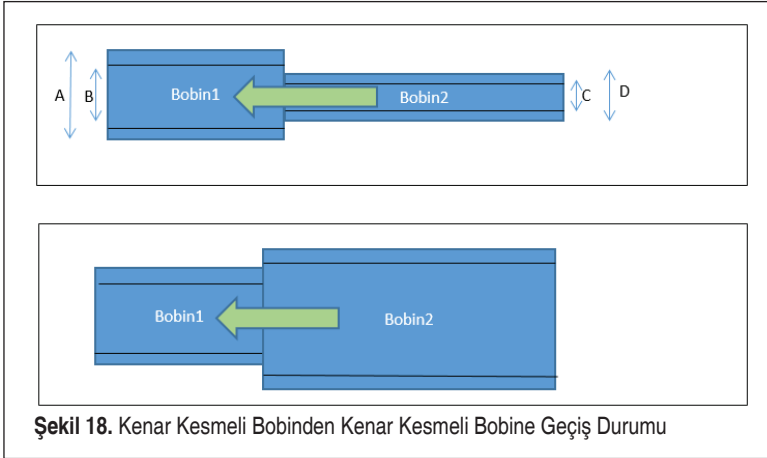 A
B
Bobin1
Bobin2
C
D
Bobin1
Bobin2
Şekil 18. Kenar Kesmeli Bobinden Kenar Kesmeli Bobine Geçiş Durumu